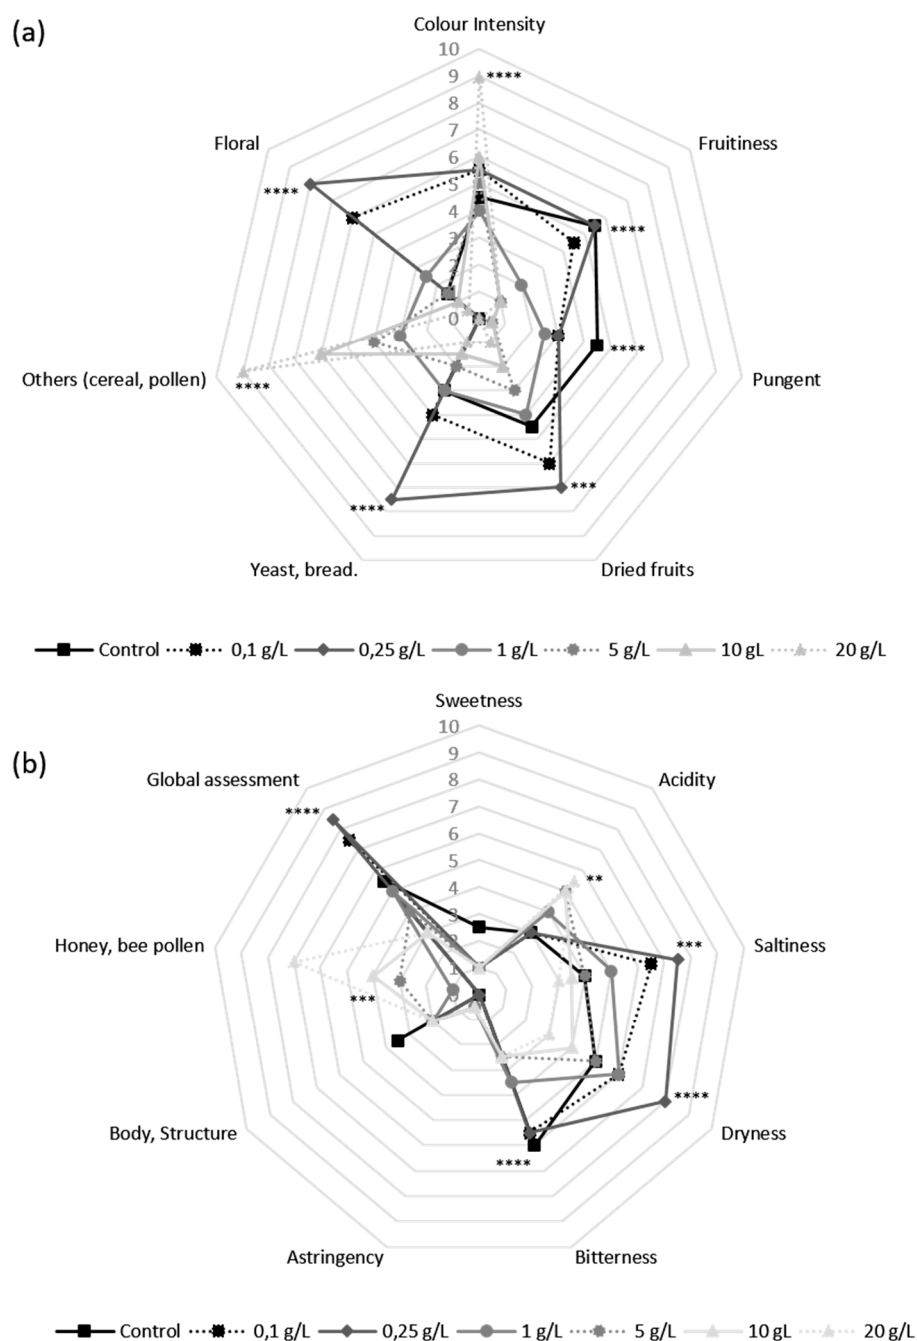 (a)
Colour Intensity
10
9
****
8
7
6
5
4
3
2
1
0
Floral
****
Fruitiness
****
****
Others (cereal, pollen)
****
Pungent
****
***
Yeast, bread.
Dried fruits
Control 0,1 g/L 0,25 g/L 1 g/L 5 g/L 10 gL 20 g/L
(b)
Sweetness
10
9
8
7
6
5
4
3
2
1
0
Global assessment
****
Acidity
**
Honey, bee pollen
***
***
Saltiness
Body, Structure
****
Dryness
****
Astringency
Bitterness
Control 0,1 g/L 0,25 g/L 1 g/L 5 g/L 10 gL 20 g/L